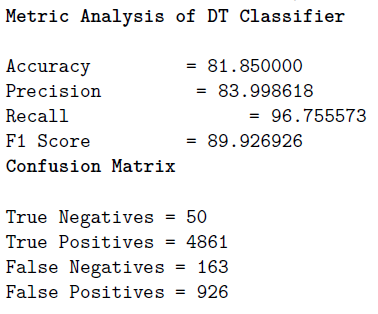 Metric Analysis of DT Classifier
Accuracy = 81.850000
Precision = 83.998618
Recall = 96.755573
F1 Score = 89.926926
Confusion Matrix
True Negatives = 50
True Positives = 4861
False Negatives = 163
False Positives = 926